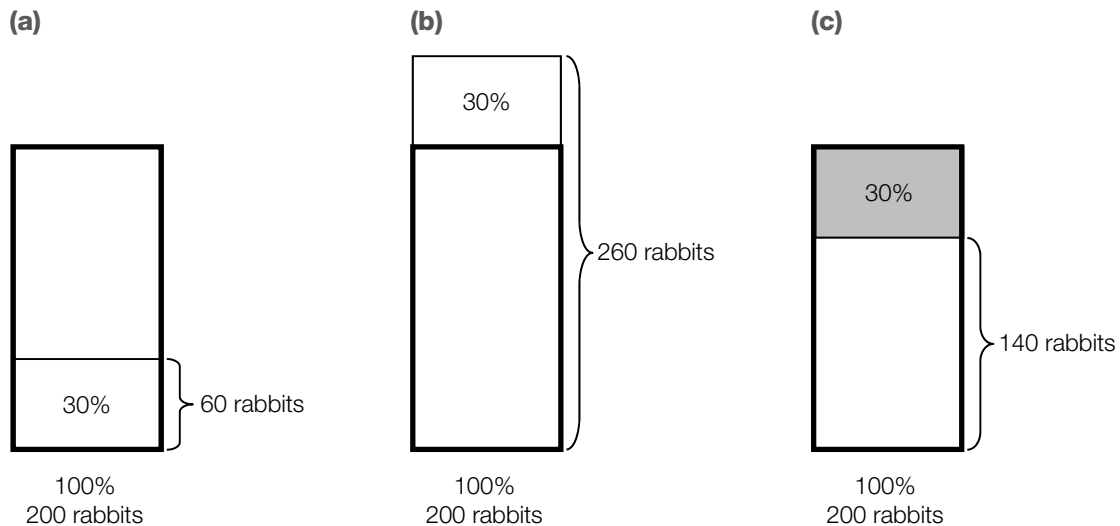 (a)
30%
60 rabbits
100%
200 rabbits
(b)
30%
260 rabbits
100%
200 rabbits
(c)
30%
140 rabbits
100%
200 rabbits